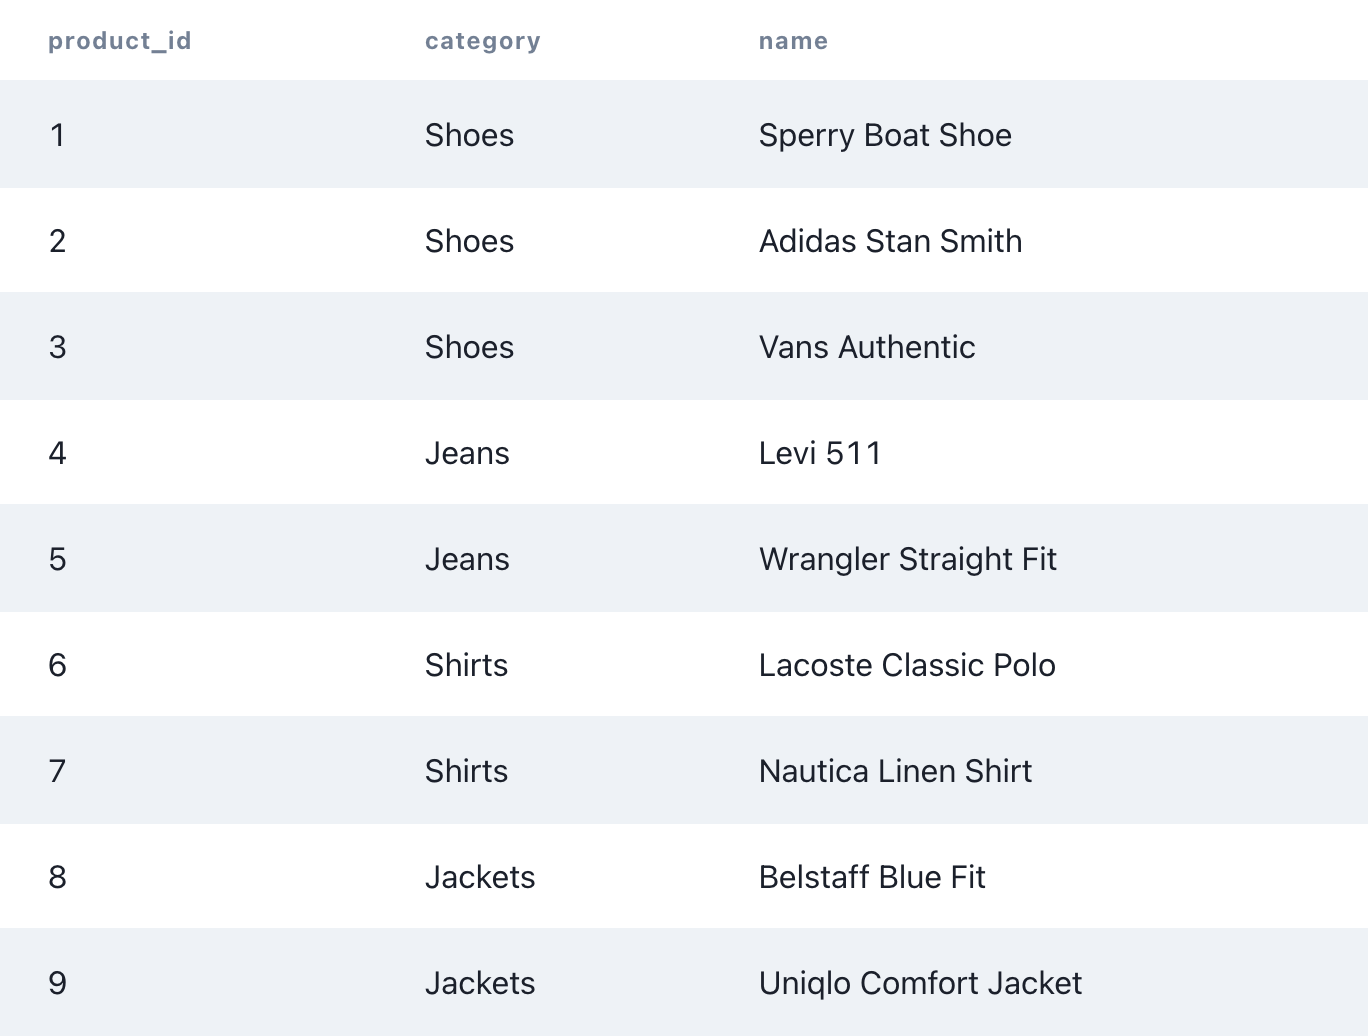 product_id category name
1 Shoes Sperry Boat Shoe
2 Shoes Adidas Stan Smith
3 Shoes Vans Authentic
4 Jeans Levi 511
5 Jeans Wrangler Straight Fit
6 Shirts Lacoste Classic Polo
7 Shirts Nautica Linen Shirt
8 Jackets Belstaff Blue Fit
9 Jackets Uniqlo Comfort Jacket